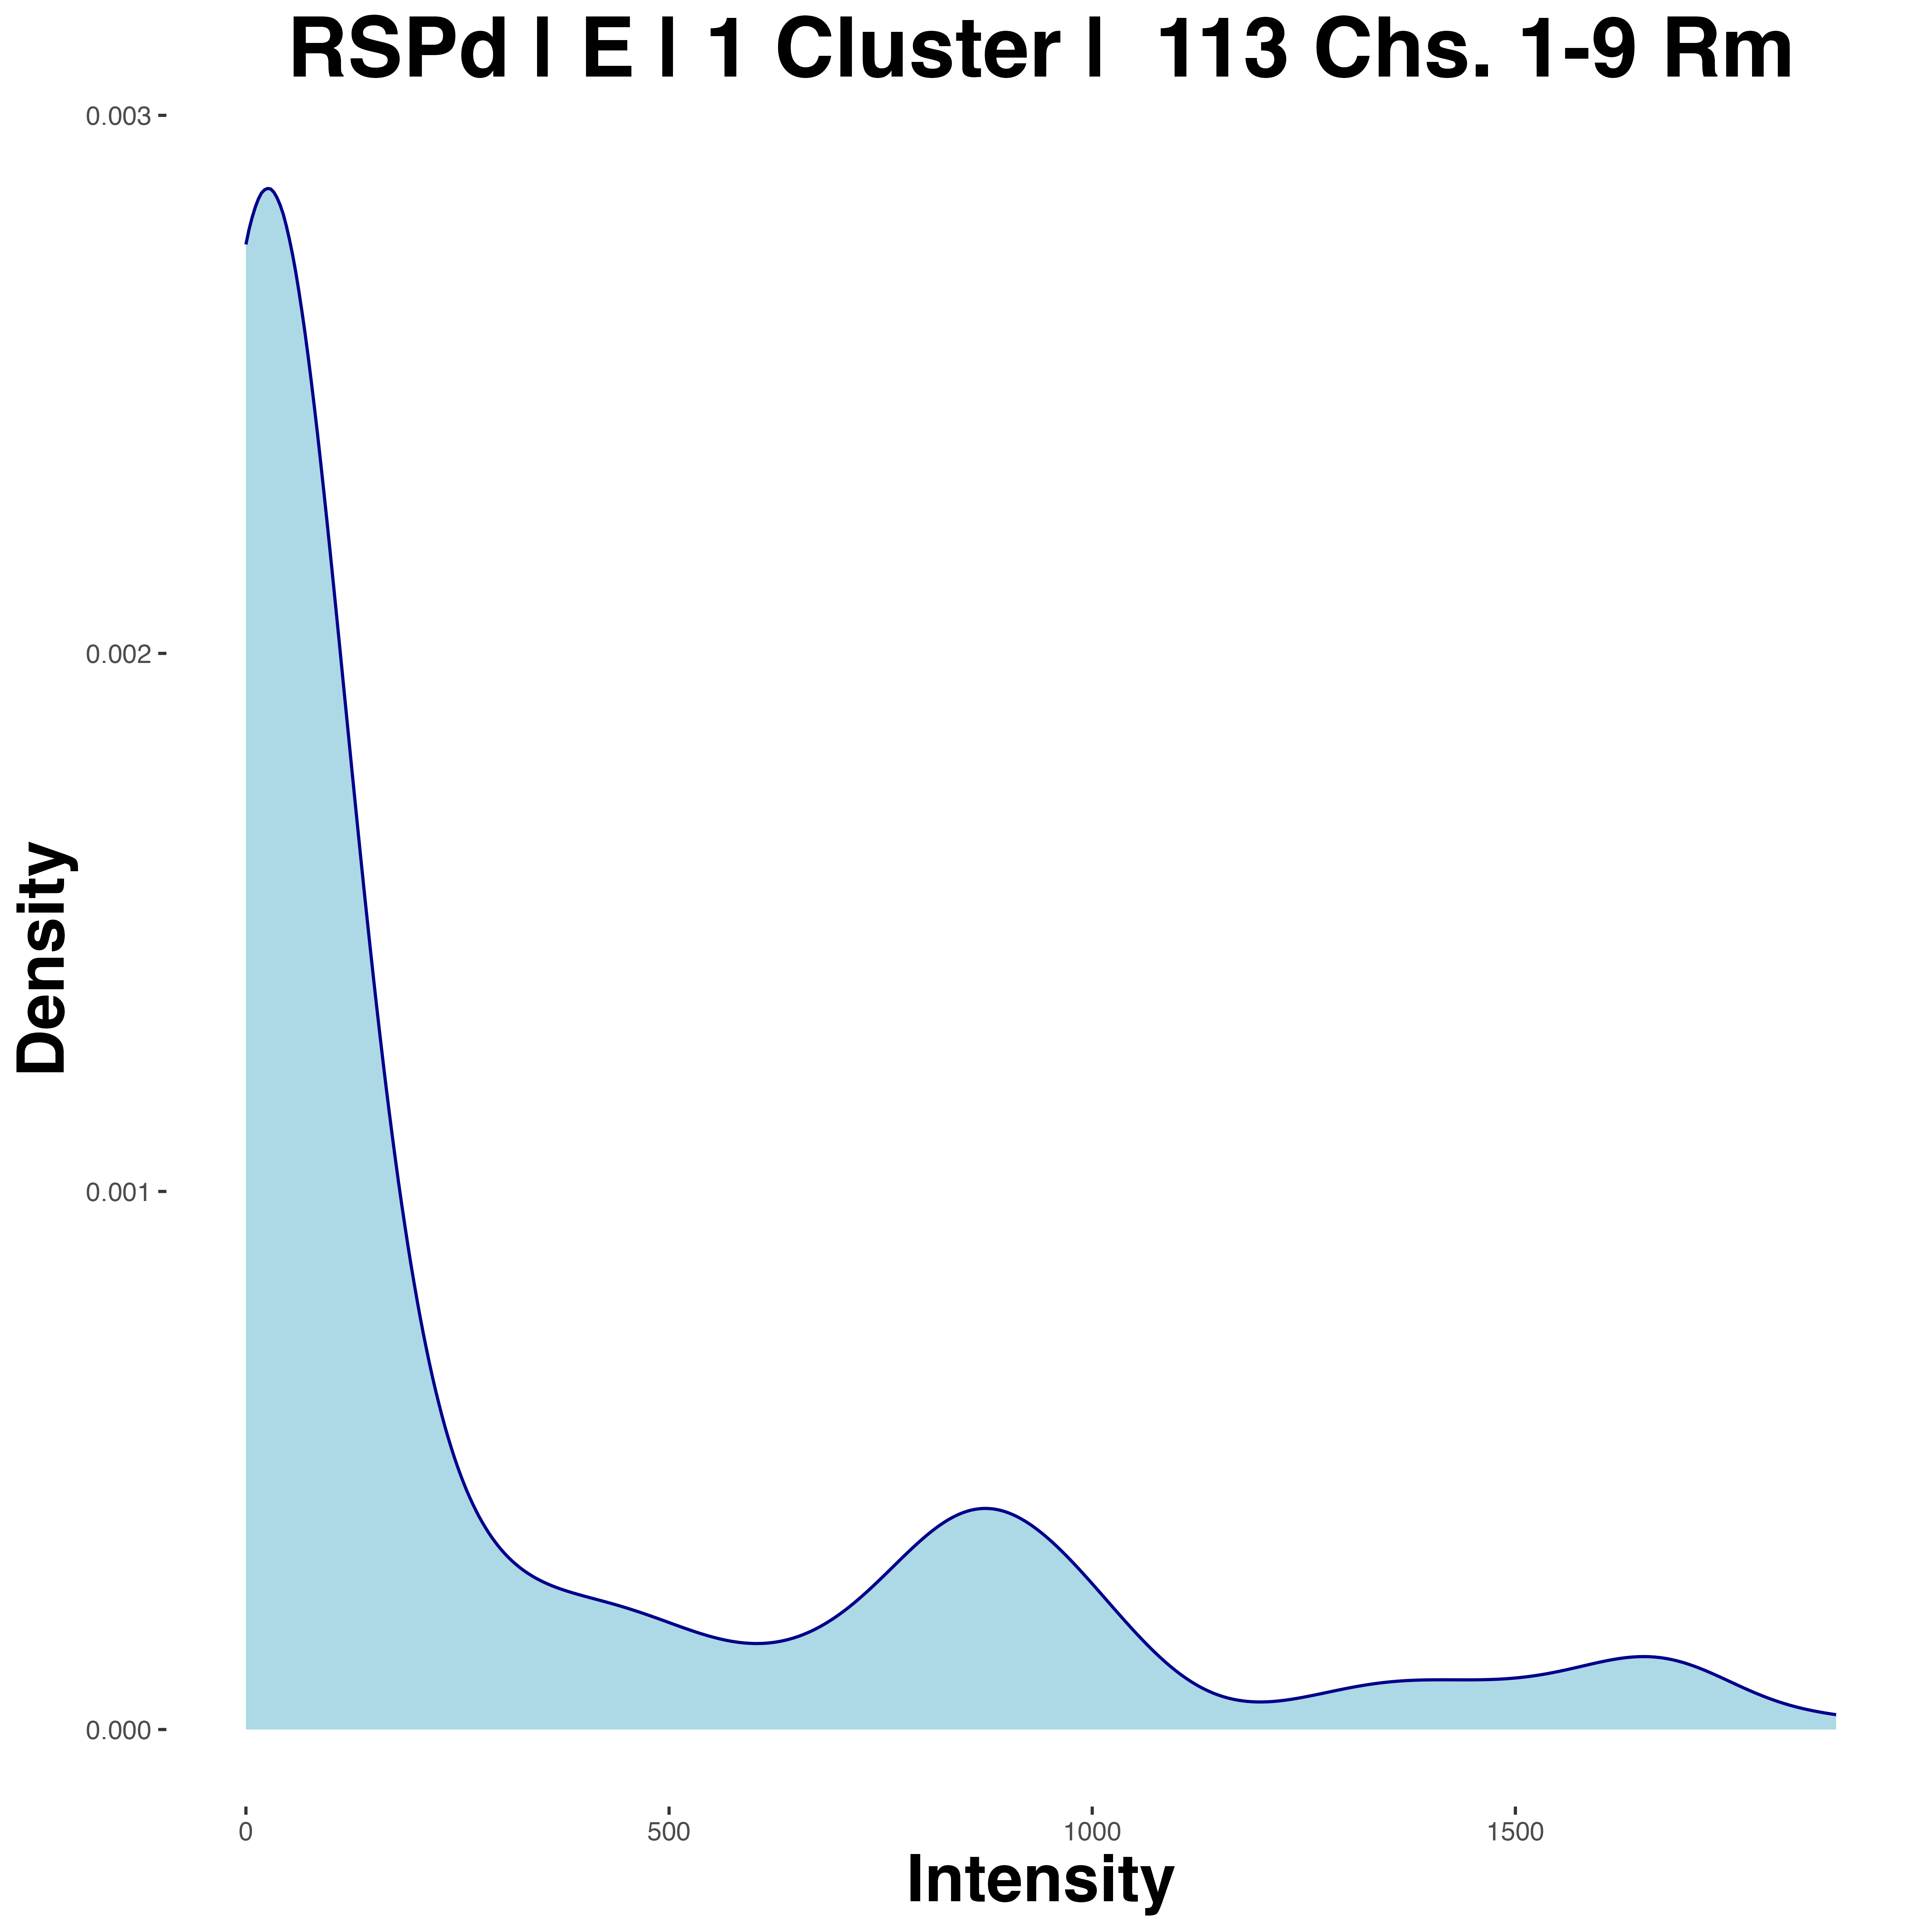 RSPd | E | 1 Cluster | 113 Chs. 1-9 Rm
0.003
0.002
0.001
0.000
Density
0 500 1000 1500
Intensity